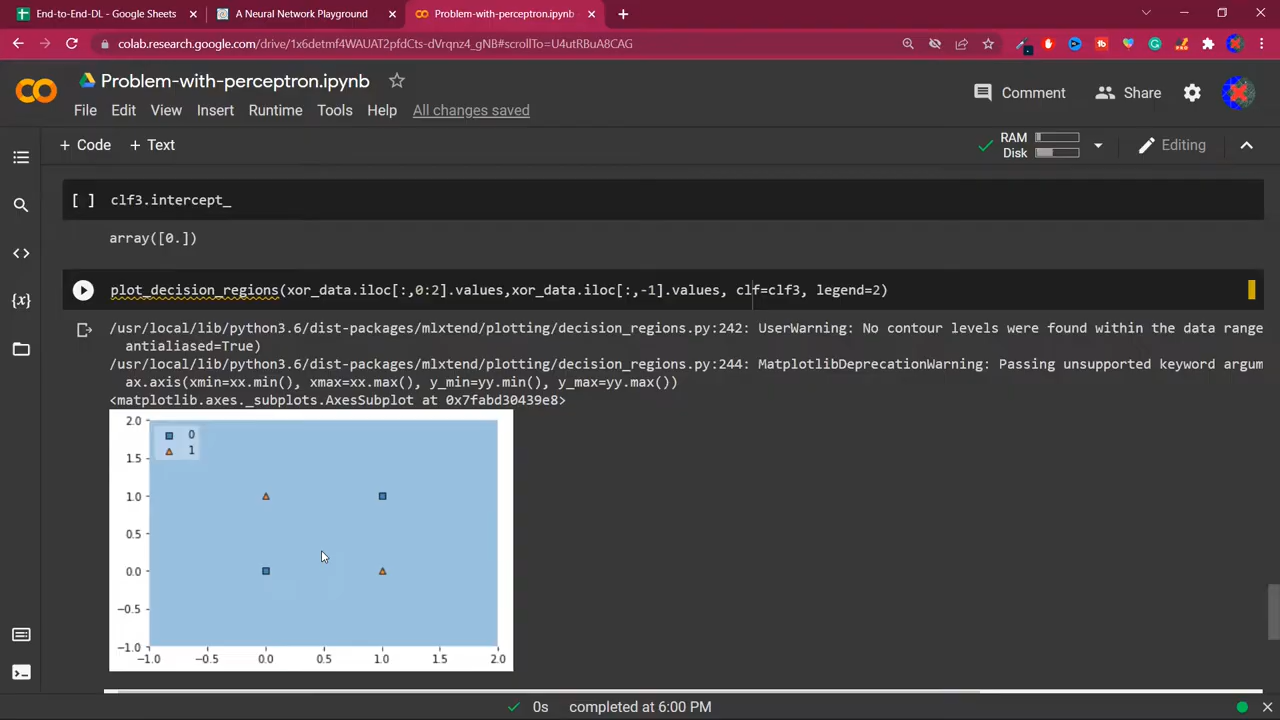 End-to-End-DL - Google Sheets
A Neural Network Playground
Problem-with-perceptron.ipynb
colab.research.google.com/drive/1x6detmf4WAUAT2pfdCts-dVrqnz4_gNB#scrollTo=U4utRBuA8CAG
Problem-with-perceptron.ipynb
File Edit View Insert Runtime Tools Help All changes saved
Comment Share
+ Code + Text
RAM
Disk
Editing
[ ] clf3.intercept_
array([0.])
plot_decision_regions(xor_data.iloc[:,0:2].values,xor_data.iloc[:,-1].values, clf=clf3, legend=2)
/usr/local/lib/python3.6/dist-packages/mlxtend/plotting/decision_regions.py:242: UserWarning: No contour levels were found within the data range
antialiased=True)
/usr/local/lib/python3.6/dist-packages/mlxtend/plotting/decision_regions.py:244: MatplotlibDeprecationWarning: Passing unsupported keyword argum
ax.axis(xmin=xx.min(), xmax=xx.max(), y_min=yy.min(), y_max=yy.max())
<matplotlib.axes._subplots.AxesSubplot at 0x7fabd30439e8>
2.0
0
1
1.5
1.0
0.5
0.0
−0.5
−1.0
−1.0 −0.5 0.0 0.5 1.0 1.5 2.0
0s completed at 6:00 PM